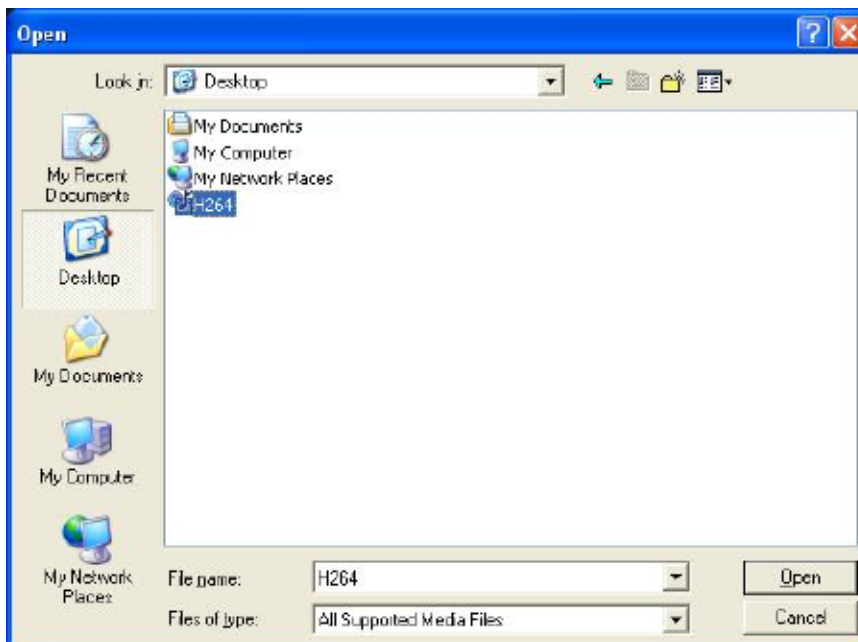 Open
Look in: Desktop
My Recent
Documents
Desktop
My Documents
My Computer
My Network
Places
My Documents
My Computer
My Network Places
H264
File name: H264 Open
Files of type: All Supported Media Files Cancel